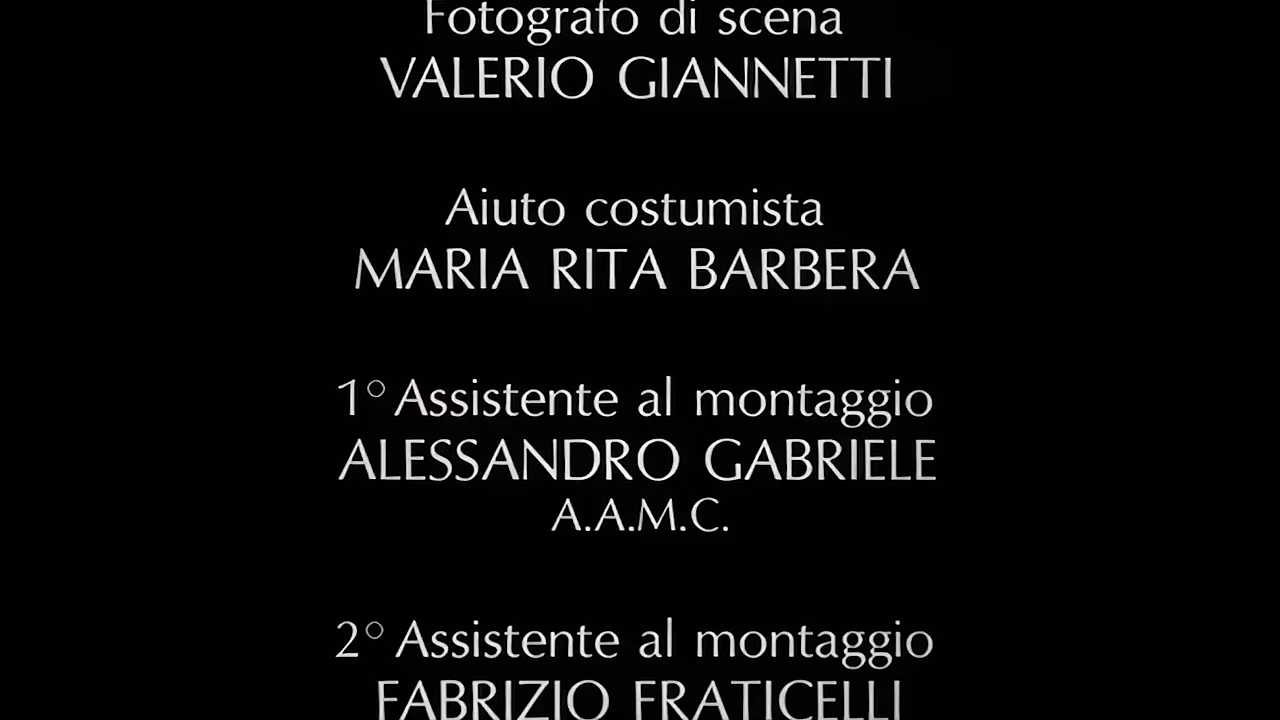 Fotografo di scena
VALERIO GIANNETTI
Aiuto costumista
MARIA RITA BARBERA
1° Assistente al montaggio
ALESSANDRO GABRIELE
A.A.M.C.
2° Assistente al montaggio
FABRIZIO FRATICELLI